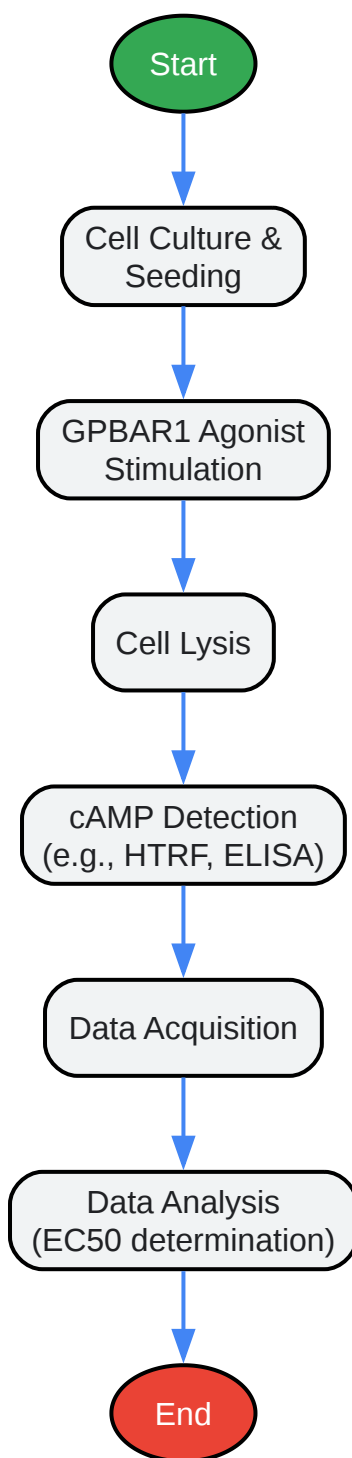 Start
Cell Culture &
Seeding
GPBAR1 Agonist
Stimulation
Cell Lysis
cAMP Detection
(e.g., HTRF, ELISA)
Data Acquisition
Data Analysis
(EC50 determination)
End